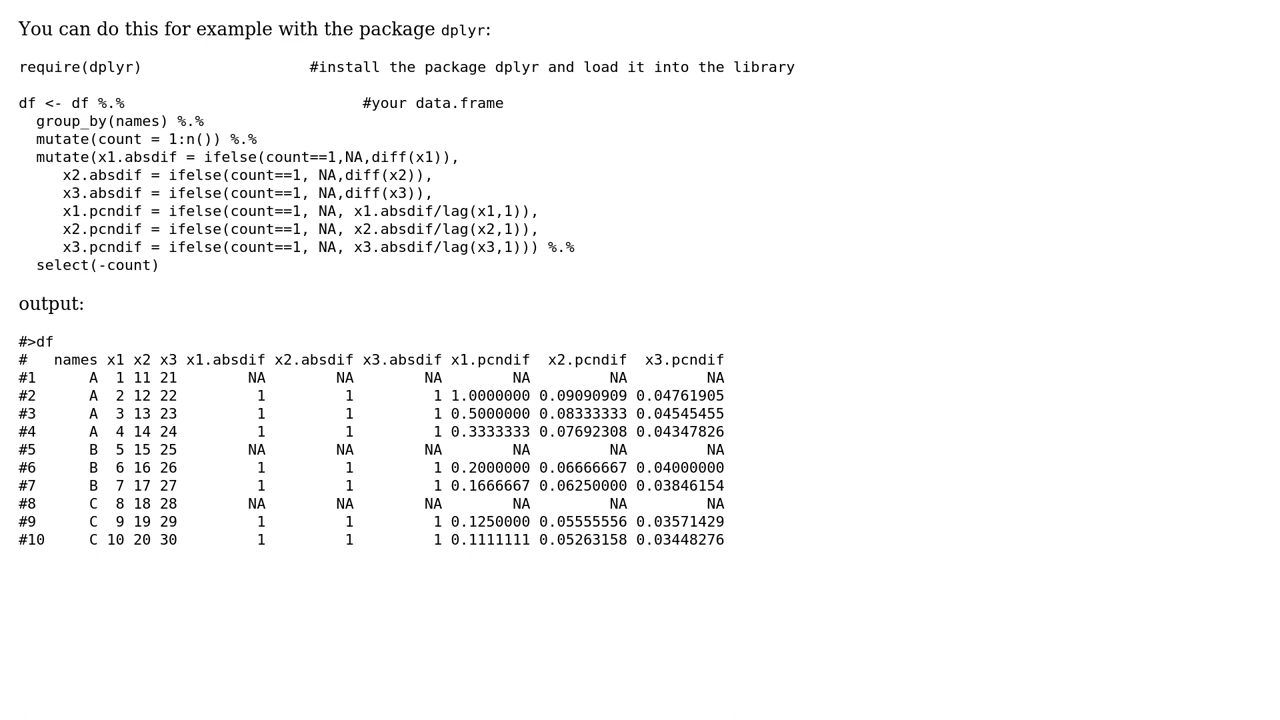 You can do this for example with the package dplyr:
require(dplyr)                   #install the package dplyr and load it into the library
df <- df %.%                           #your data.frame
  group_by(names) %.%
  mutate(count = 1:n()) %.%
  mutate(x1.absdif = ifelse(count==1,NA,diff(x1)),
     x2.absdif = ifelse(count==1, NA,diff(x2)),
     x3.absdif = ifelse(count==1, NA,diff(x3)),
     x1.pcndif = ifelse(count==1, NA, x1.absdif/lag(x1,1)),
     x2.pcndif = ifelse(count==1, NA, x2.absdif/lag(x2,1)),
     x3.pcndif = ifelse(count==1, NA, x3.absdif/lag(x3,1))) %.%
  select(-count)
output:
#>df
#   names x1 x2 x3 x1.absdif x2.absdif x3.absdif x1.pcndif  x2.pcndif  x3.pcndif
#1      A  1 11 21        NA        NA        NA        NA         NA         NA
#2      A  2 12 22         1         1         1 1.0000000 0.09090909 0.04761905
#3      A  3 13 23         1         1         1 0.5000000 0.08333333 0.04545455
#4      A  4 14 24         1         1         1 0.3333333 0.07692308 0.04347826
#5      B  5 15 25        NA        NA        NA        NA         NA         NA
#6      B  6 16 26         1         1         1 0.2000000 0.06666667 0.04000000
#7      B  7 17 27         1         1         1 0.1666667 0.06250000 0.03846154
#8      C  8 18 28        NA        NA        NA        NA         NA         NA
#9      C  9 19 29         1         1         1 0.1250000 0.05555556 0.03571429
#10     C 10 20 30         1         1         1 0.1111111 0.05263158 0.03448276